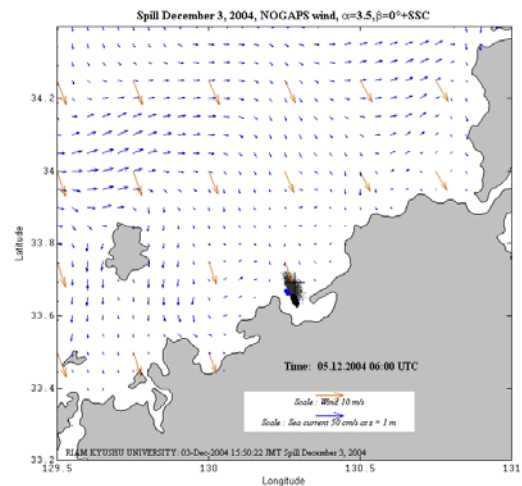 Spill December 3, 2004, NOGAPS wind, α=3.5,β=0°+SSC
34.2
34
33.8
33.6
33.4
33.2
Latitude
Time: 05.12.2004 06:00 UTC
Scale : Wind 10 m/s
Scale : Sea current 50 cm/s at z = 1 m
RIAM KYUSHU UNIVERSITY: 03-Dec-2004 15:50:22 JMT Spill December 3, 2004
129.5 130 130.5 131
Longitude